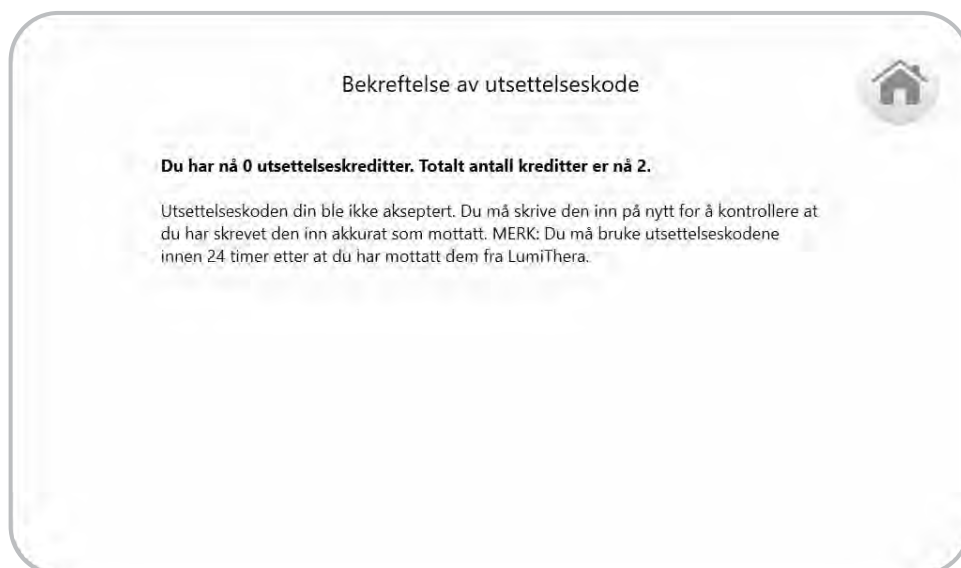 Bekreftelse av utsettelseskode
Du har nå 0 utsettelseskreditter. Totalt antall kreditter er nå 2.
Utsettelseskoden din ble ikke akseptert. Du må skrive den inn på nytt for å kontrollere at
du har skrevet den inn akkurat som mottatt. MERK: Du må bruke utsettelseskodene
innen 24 timer etter at du har mottatt dem fra LumiThera.